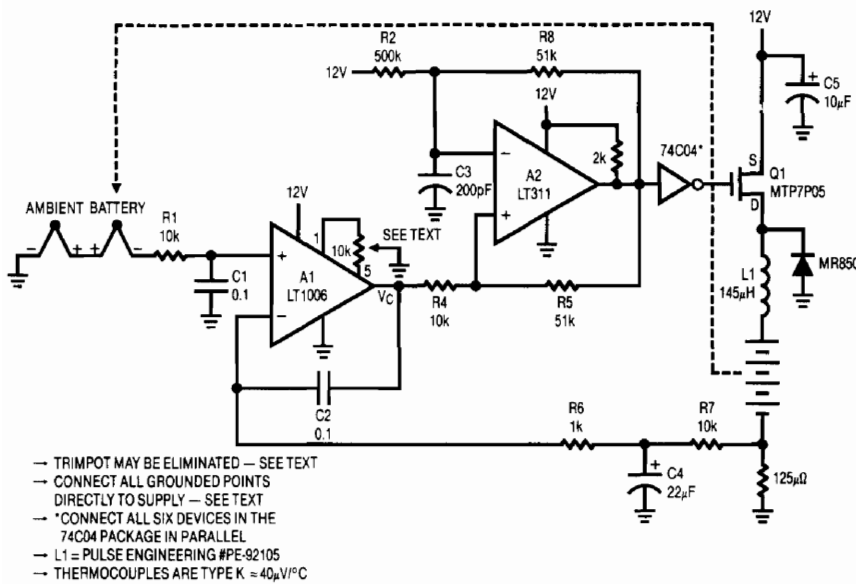 R2
500k
R8
51k
12V
12V
12V
C5
10µF
+
2k
74C04*
S
Q1
MTP7P05
D
C3
200pF
A2
LT311
−
+
AMBIENT BATTERY
− + + −
R1
10k
12V
1
10k
5
SEE TEXT
C1
0.1
+
A1
LT1006
−
VC
R4
10k
R5
51k
L1
145µH
MR850
C2
0.1
R6
1k
R7
10k
+
C4
22µF
125µΩ
→ TRIMPOT MAY BE ELIMINATED — SEE TEXT
→ CONNECT ALL GROUNDED POINTS
DIRECTLY TO SUPPLY — SEE TEXT
→ *CONNECT ALL SIX DEVICES IN THE
74C04 PACKAGE IN PARALLEL
→ L1 = PULSE ENGINEERING #PE-92105
→ THERMOCOUPLES ARE TYPE K ≈ 40µV/°C